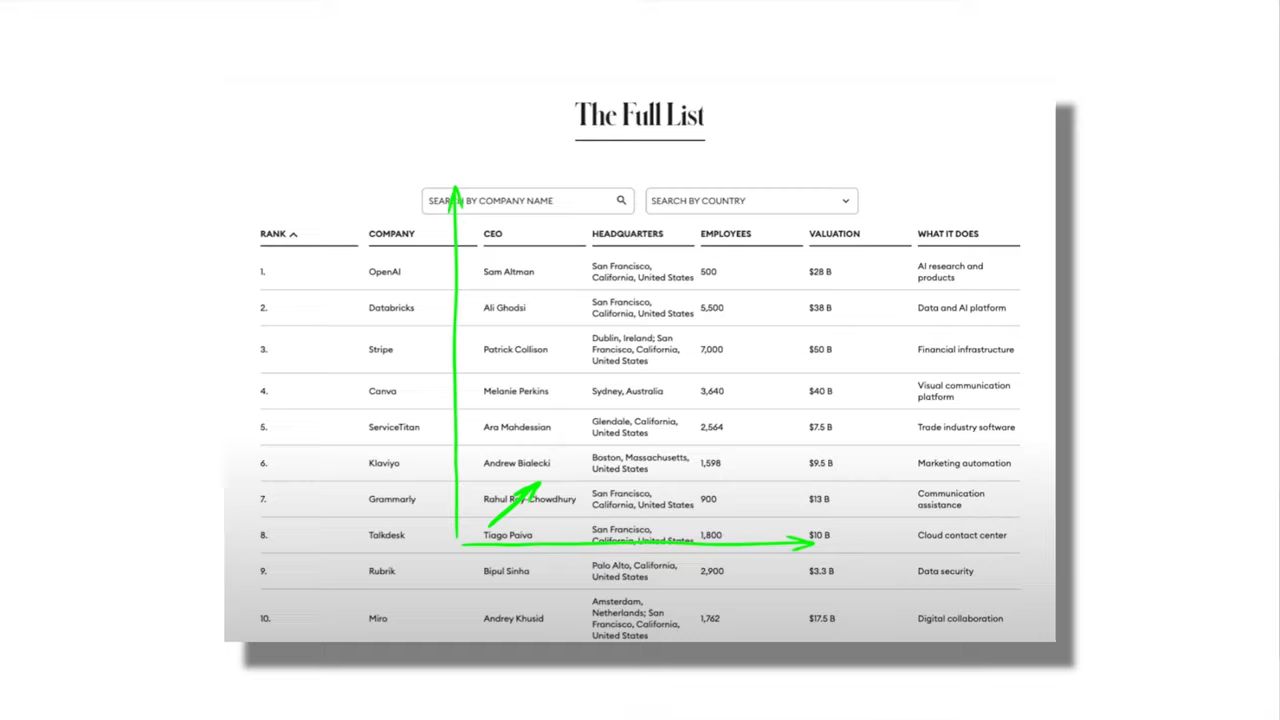 The Full List
SEARCH BY COMPANY NAME SEARCH BY COUNTRY
RANK COMPANY CEO HEADQUARTERS EMPLOYEES VALUATION WHAT IT DOES
1. OpenAI Sam Altman San Francisco, California, United States 500 $28 B AI research and products
2. Databricks Ali Ghodsi San Francisco, California, United States 5,500 $38 B Data and AI platform
3. Stripe Patrick Collison Dublin, Ireland; San Francisco, California, United States 7,000 $50 B Financial infrastructure
4. Canva Melanie Perkins Sydney, Australia 3,640 $40 B Visual communication platform
5. ServiceTitan Ara Mahdessian Glendale, California, United States 2,564 $7.5 B Trade industry software
6. Klaviyo Andrew Bialecki Boston, Massachusetts, United States 1,598 $9.5 B Marketing automation
7. Grammarly Rahul Roy-Chowdhury San Francisco, California, United States 900 $13 B Communication assistance
8. Talkdesk Tiago Paiva San Francisco, California, United States 1,800 $10 B Cloud contact center
9. Rubrik Bipul Sinha Palo Alto, California, United States 2,900 $3.3 B Data security
10. Miro Andrey Khusid Amsterdam, Netherlands; San Francisco, California, United States 1,762 $17.5 B Digital collaboration